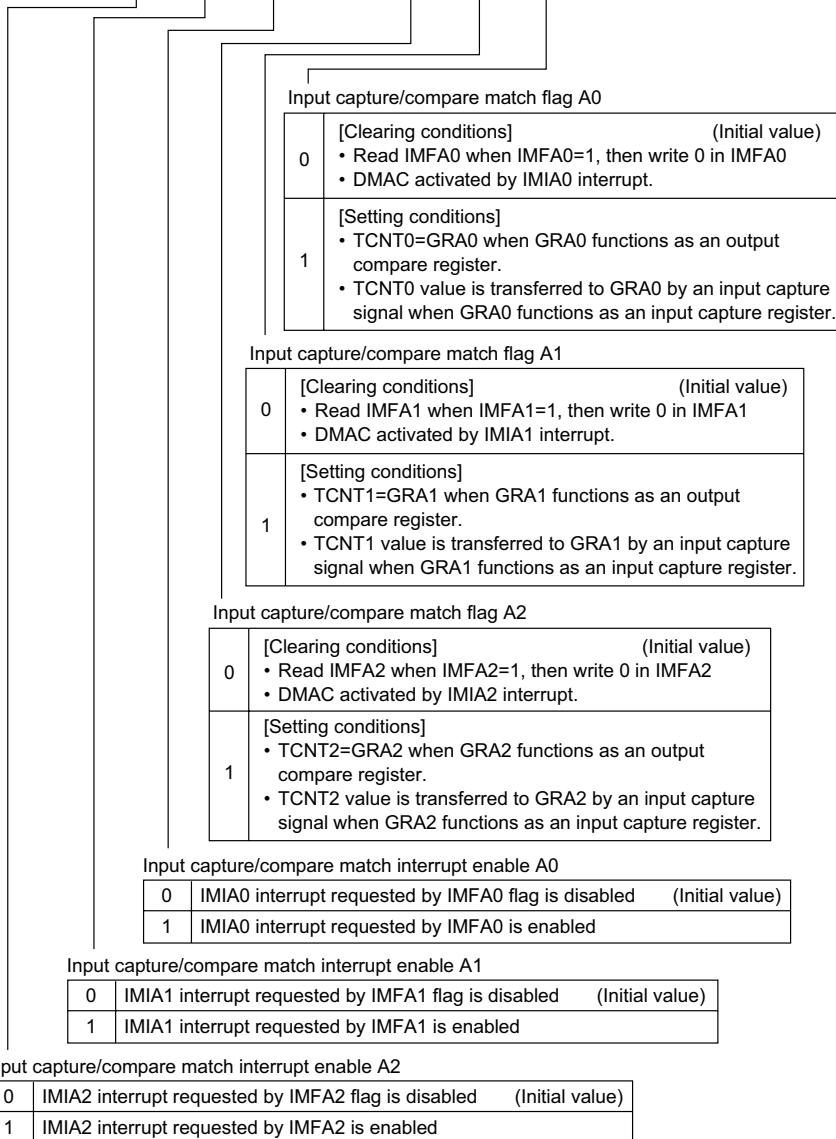 Input capture/compare match flag A0
[Clearing conditions] (Initial value)
0 • Read IMFA0 when IMFA0=1, then write 0 in IMFA0
• DMAC activated by IMIA0 interrupt.
[Setting conditions]
• TCNT0=GRA0 when GRA0 functions as an output
1 compare register.
• TCNT0 value is transferred to GRA0 by an input capture
signal when GRA0 functions as an input capture register.
Input capture/compare match flag A1
[Clearing conditions] (Initial value)
0 • Read IMFA1 when IMFA1=1, then write 0 in IMFA1
• DMAC activated by IMIA1 interrupt.
[Setting conditions]
• TCNT1=GRA1 when GRA1 functions as an output
1 compare register.
• TCNT1 value is transferred to GRA1 by an input capture
signal when GRA1 functions as an input capture register.
Input capture/compare match flag A2
[Clearing conditions] (Initial value)
0 • Read IMFA2 when IMFA2=1, then write 0 in IMFA2
• DMAC activated by IMIA2 interrupt.
[Setting conditions]
• TCNT2=GRA2 when GRA2 functions as an output
1 compare register.
• TCNT2 value is transferred to GRA2 by an input capture
signal when GRA2 functions as an input capture register.
Input capture/compare match interrupt enable A0
0 IMIA0 interrupt requested by IMFA0 flag is disabled (Initial value)
1 IMIA0 interrupt requested by IMFA0 is enabled
Input capture/compare match interrupt enable A1
0 IMIA1 interrupt requested by IMFA1 flag is disabled (Initial value)
1 IMIA1 interrupt requested by IMFA1 is enabled
put capture/compare match interrupt enable A2
0 IMIA2 interrupt requested by IMFA2 flag is disabled (Initial value)
1 IMIA2 interrupt requested by IMFA2 is enabled